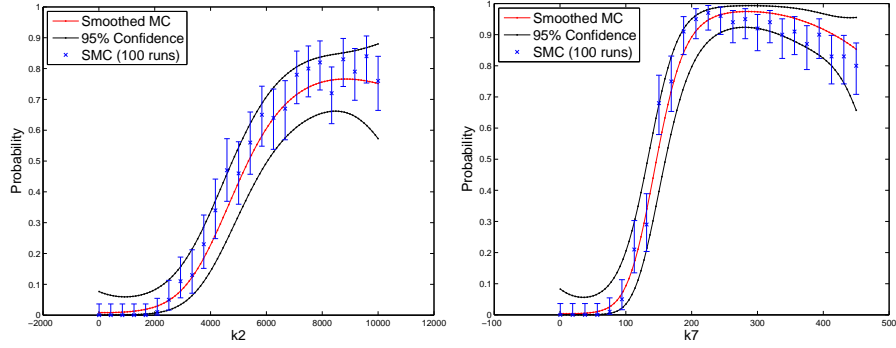 Smoothed MC
95% Confidence
SMC (100 runs)
Probability
1
0.9
0.8
0.7
0.6
0.5
0.4
0.3
0.2
0.1
0
−2000 0 2000 4000 6000 8000 10000 12000
k2
Smoothed MC
95% Confidence
SMC (100 runs)
Probability
1
0.9
0.8
0.7
0.6
0.5
0.4
0.3
0.2
0.1
0
−100 0 100 200 300 400 500
k7